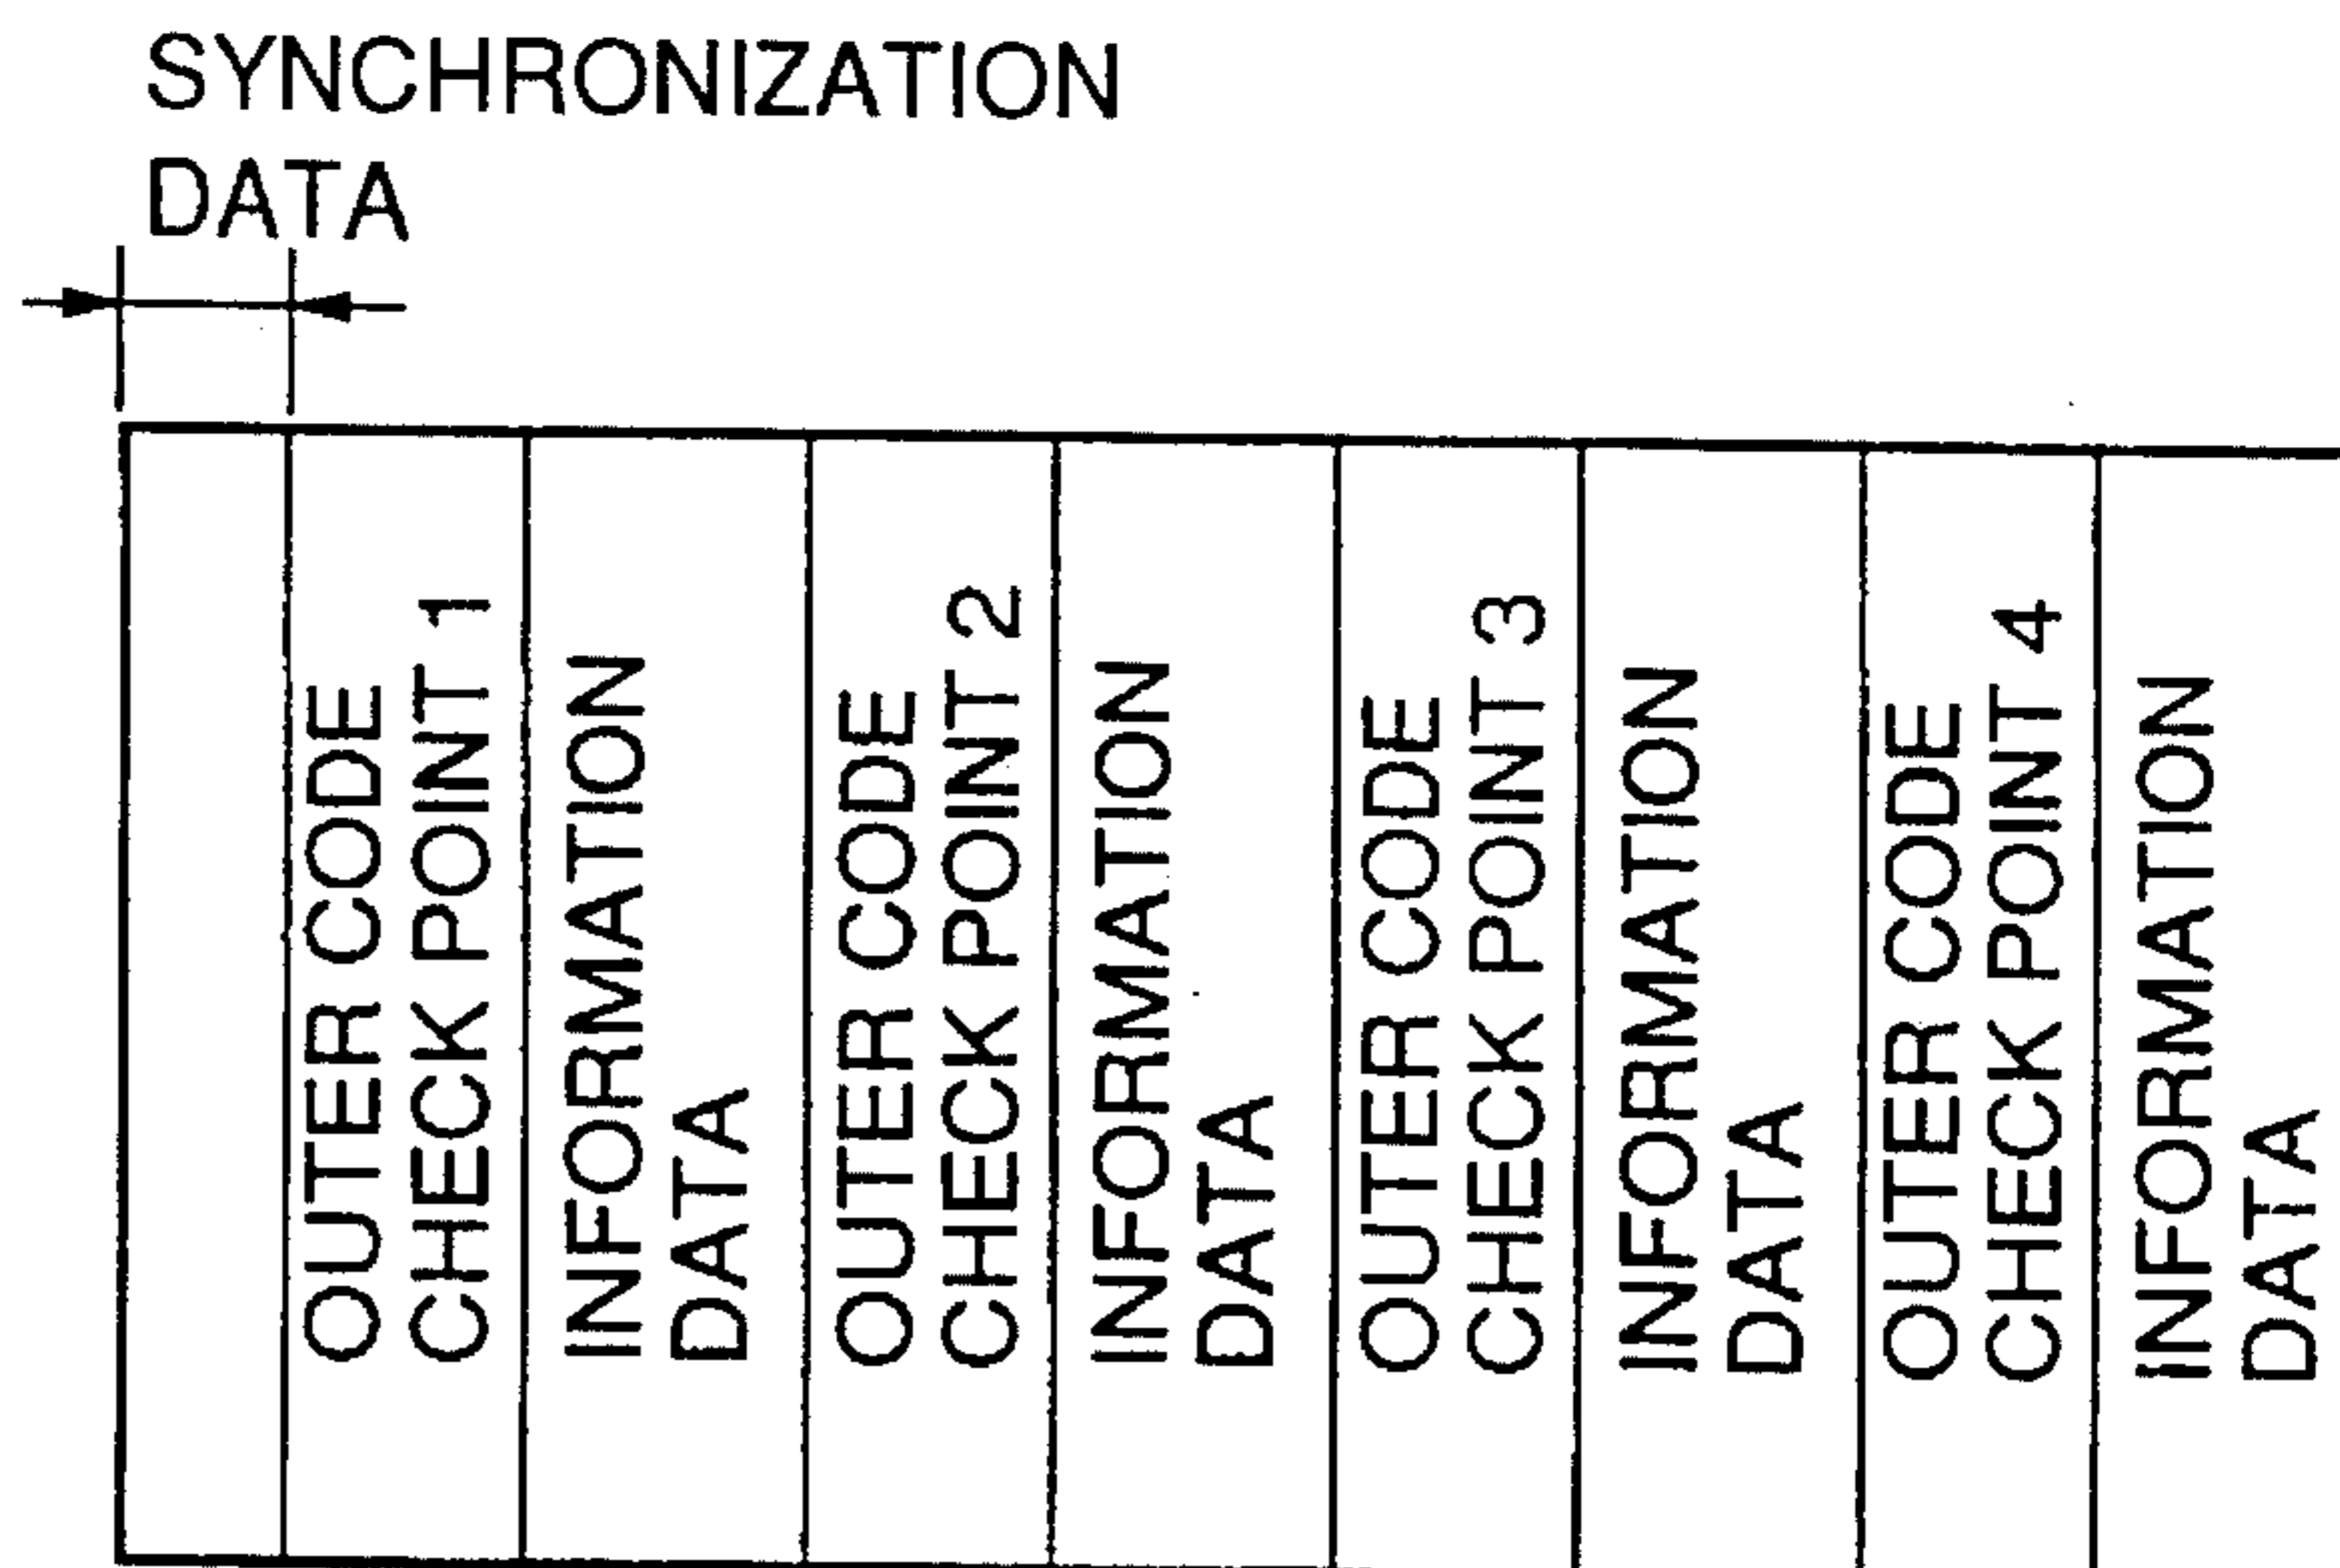 SYNCHRONIZATION
DATA
OUTER CODE
CHECK POINT 1
INFORMATION
DATA
OUTER CODE
CHECK POINT 2
INFORMATION
DATA
OUTER CODE
CHECK POINT 3
INFORMATION
DATA
OUTER CODE
CHECK POINT 4
INFORMATION
DATA